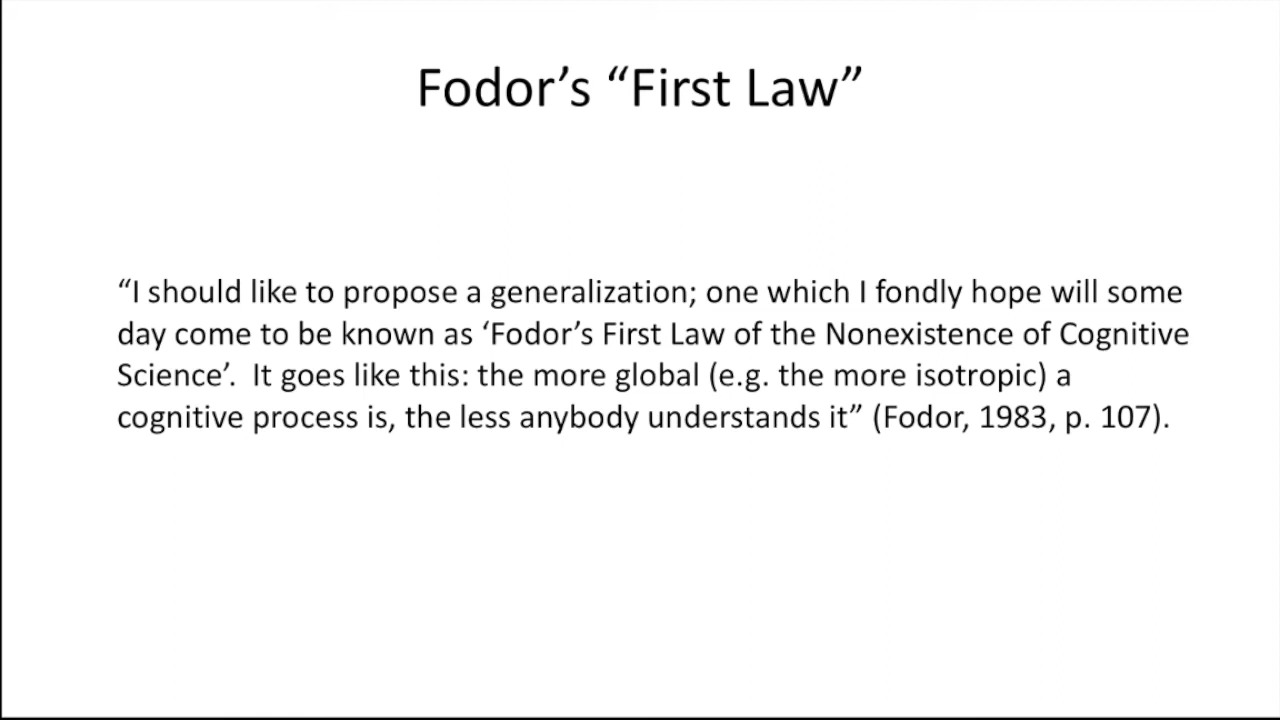 Fodor’s “First Law”
“I should like to propose a generalization; one which I fondly hope will some
day come to be known as ‘Fodor’s First Law of the Nonexistence of Cognitive
Science’.  It goes like this: the more global (e.g. the more isotropic) a
cognitive process is, the less anybody understands it” (Fodor, 1983, p. 107).